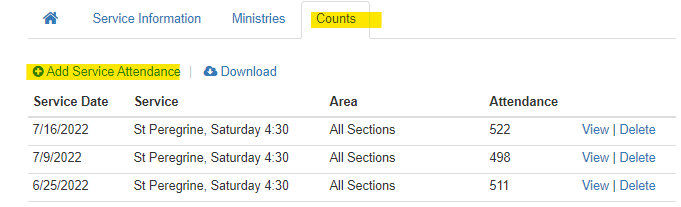 Service Information Ministries Counts
Add Service Attendance | Download
Service Date Service Area Attendance
7/16/2022 St Peregrine, Saturday 4:30 All Sections 522 View | Delete
7/9/2022 St Peregrine, Saturday 4:30 All Sections 498 View | Delete
6/25/2022 St Peregrine, Saturday 4:30 All Sections 511 View | Delete